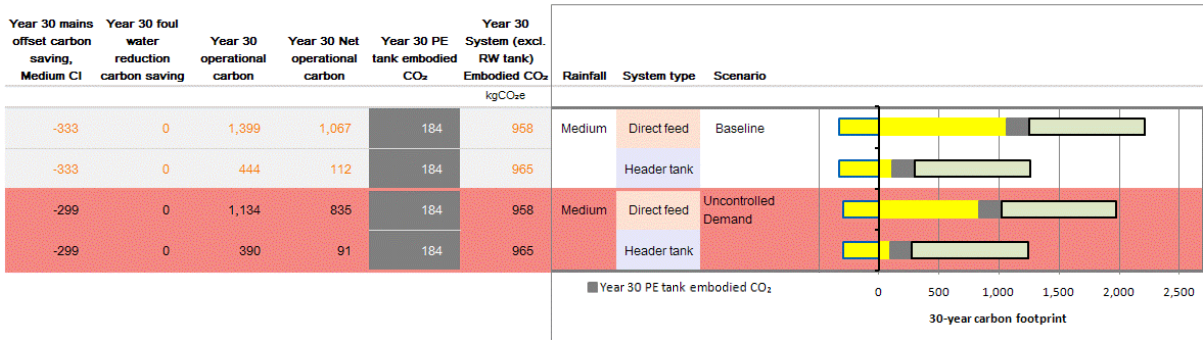 Year 30 mains offset carbon saving, Medium CI
Year 30 foul water reduction carbon saving
Year 30 operational carbon
Year 30 Net operational carbon
Year 30 PE tank embodied CO₂
Year 30 System (excl. RW tank) Embodied CO₂
Rainfall System type Scenario
kgCO₂e
-333 0 1,399 1,067 184 958 Medium Direct feed Baseline
-333 0 444 112 184 965 Header tank
-299 0 1,134 835 184 958 Medium Direct feed Uncontrolled Demand
-299 0 390 91 184 965 Header tank
Year 30 PE tank embodied CO₂
0 500 1,000 1,500 2,000 2,500
30-year carbon footprint